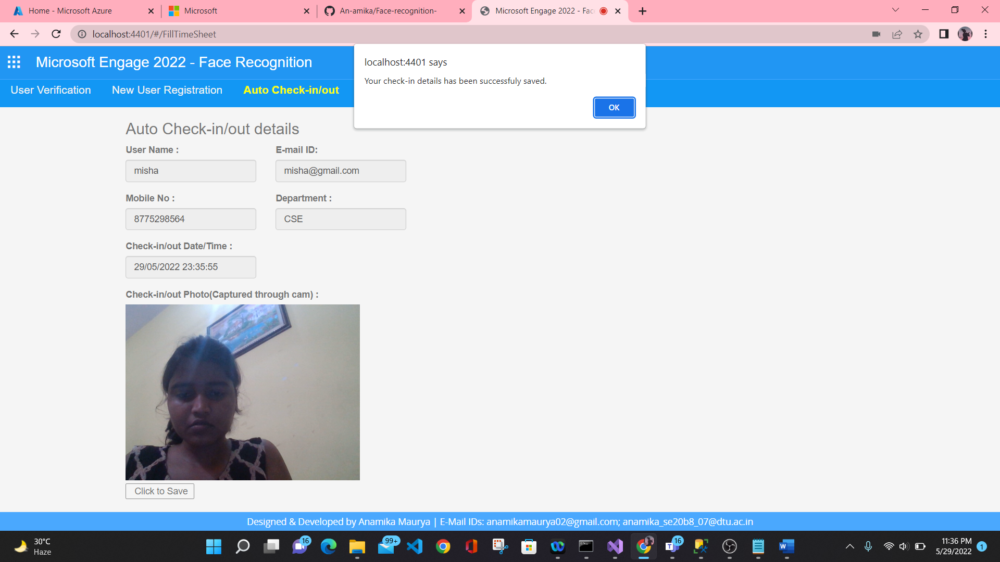 Home - Microsoft Azure
Microsoft
An-amika/Face-recognition-
Microsoft Engage 2022 - Fac
localhost:4401/#/FillTimeSheet
Microsoft Engage 2022 - Face Recognition
localhost:4401 says
Your check-in details has been successfuly saved.
OK
User Verification
New User Registration
Auto Check-in/out
Auto Check-in/out details
User Name :
E-mail ID:
misha
misha@gmail.com
Mobile No :
Department :
8775298564
CSE
Check-in/out Date/Time :
29/05/2022 23:35:55
Check-in/out Photo(Captured through cam) :
Click to Save
Designed & Developed by Anamika Maurya | E-Mail IDs: anamikamaurya02@gmail.com; anamika_se20b8_07@dtu.ac.in
30°C
Haze
16
99+
16
11:36 PM
5/29/2022
1